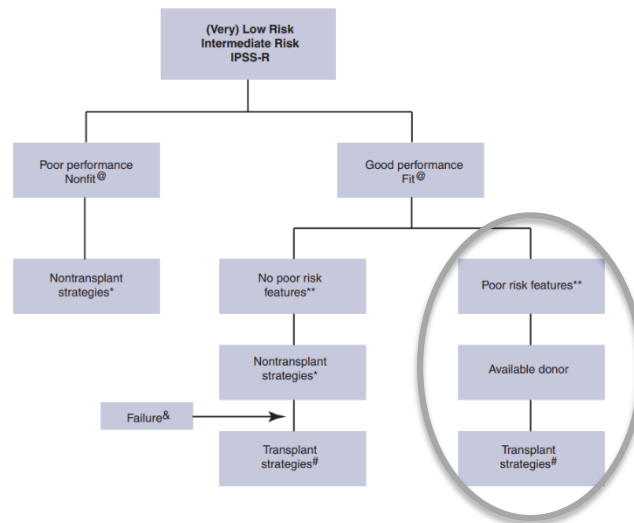 (Very) Low Risk
Intermediate Risk
IPSS-R
Poor performance
Nonfit@
Good performance
Fit@
Nontransplant
strategies*
No poor risk
features**
Poor risk features**
Nontransplant
strategies*
Available donor
Failure&
Transplant
strategies#
Transplant
strategies#